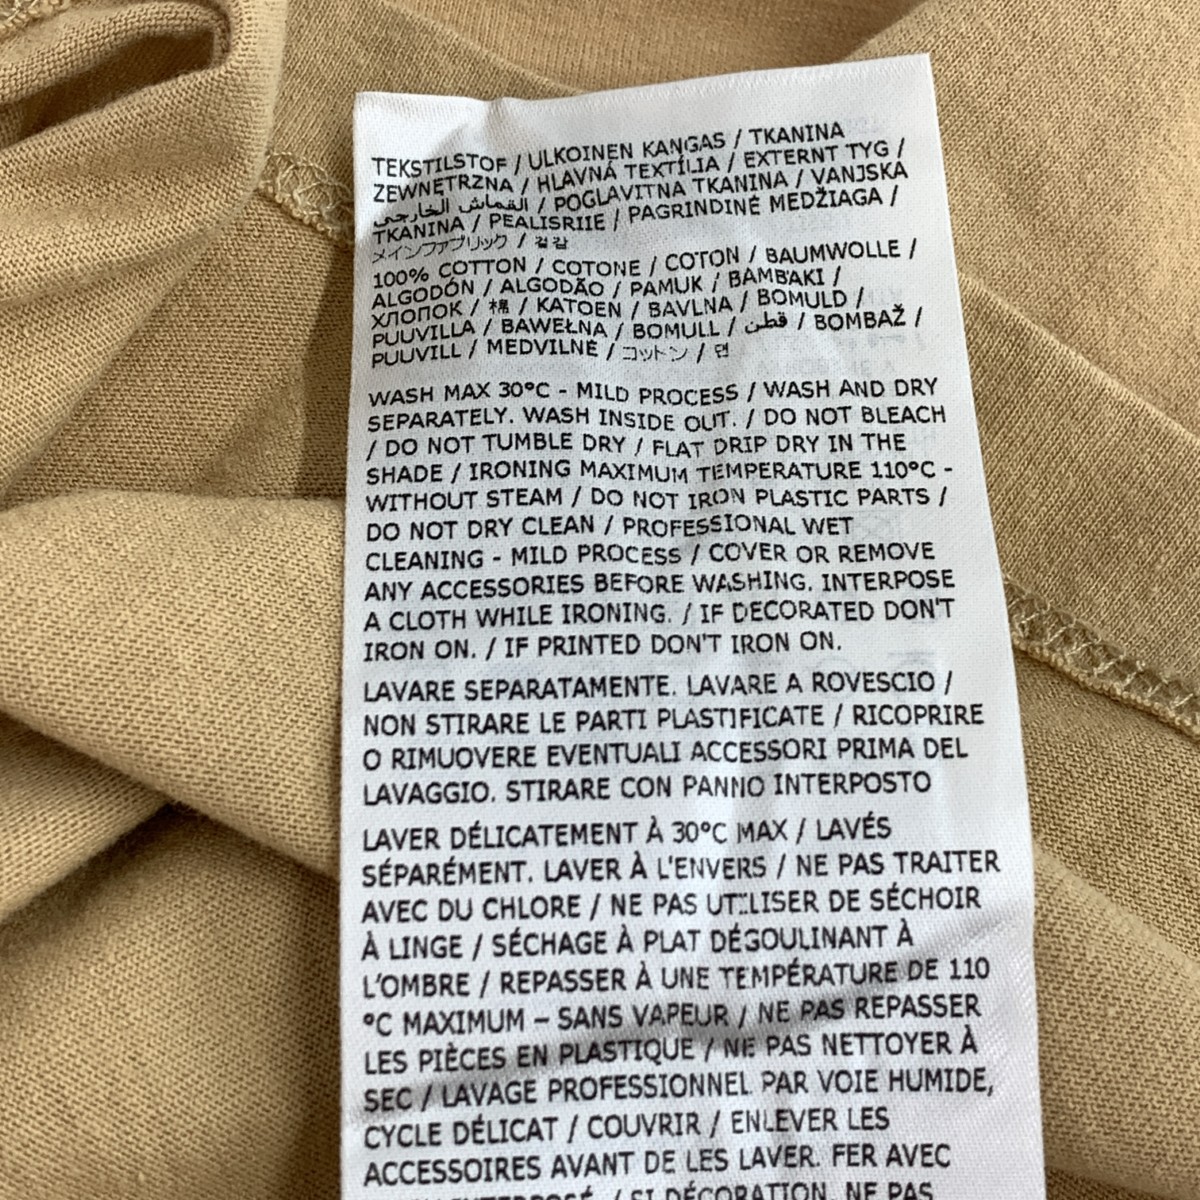 TEKSTILSTOF / ULKOINEN KANGAS / TKANINA
ZEWNĘTRZNA / HLAVNÁ TEXTÍLIA / EXTERNT TYG /
القماش الخارجي / POGLAVITNA TKANINA / VANJSKA
TKANINA / PEALISRIIE / PAGRINDINĖ MEDŽIAGA /
メインファブリック / 겉감
100% COTTON / COTONE / COTON / BAUMWOLLE /
ALGODÓN / ALGODÃO / PAMUK / BAMBAKI /
ХЛОПОК / 棉 / KATOEN / BAVLNA / BOMULD /
PUUVILLA / BAWEŁNA / BOMULL / قطن / BOMBAŽ /
PUUVILL / MEDVILNĖ / コットン / 면
WASH MAX 30°C - MILD PROCESS / WASH AND DRY
SEPARATELY. WASH INSIDE OUT. / DO NOT BLEACH
/ DO NOT TUMBLE DRY / FLAT DRIP DRY IN THE
SHADE / IRONING MAXIMUM TEMPERATURE 110°C -
WITHOUT STEAM / DO NOT IRON PLASTIC PARTS /
DO NOT DRY CLEAN / PROFESSIONAL WET
CLEANING - MILD PROCESS / COVER OR REMOVE
ANY ACCESSORIES BEFORE WASHING. INTERPOSE
A CLOTH WHILE IRONING. / IF DECORATED DON'T
IRON ON. / IF PRINTED DON'T IRON ON.
LAVARE SEPARATAMENTE. LAVARE A ROVESCIO /
NON STIRARE LE PARTI PLASTIFICATE / RICOPRIRE
O RIMUOVERE EVENTUALI ACCESSORI PRIMA DEL
LAVAGGIO. STIRARE CON PANNO INTERPOSTO
LAVER DÉLICATEMENT À 30°C MAX / LAVÉS
SÉPARÉMENT. LAVER À L'ENVERS / NE PAS TRAITER
AVEC DU CHLORE / NE PAS UTILISER DE SÉCHOIR
À LINGE / SÉCHAGE À PLAT DÉGOULINANT À
L'OMBRE / REPASSER À UNE TEMPÉRATURE DE 110
°C MAXIMUM – SANS VAPEUR / NE PAS REPASSER
LES PIÈCES EN PLASTIQUE / NE PAS NETTOYER À
SEC / LAVAGE PROFESSIONNEL PAR VOIE HUMIDE,
CYCLE DÉLICAT / COUVRIR / ENLEVER LES
ACCESSOIRES AVANT DE LES LAVER. FER AVEC
INTERPOSÉ. / SI DÉCORATION, NE PAS